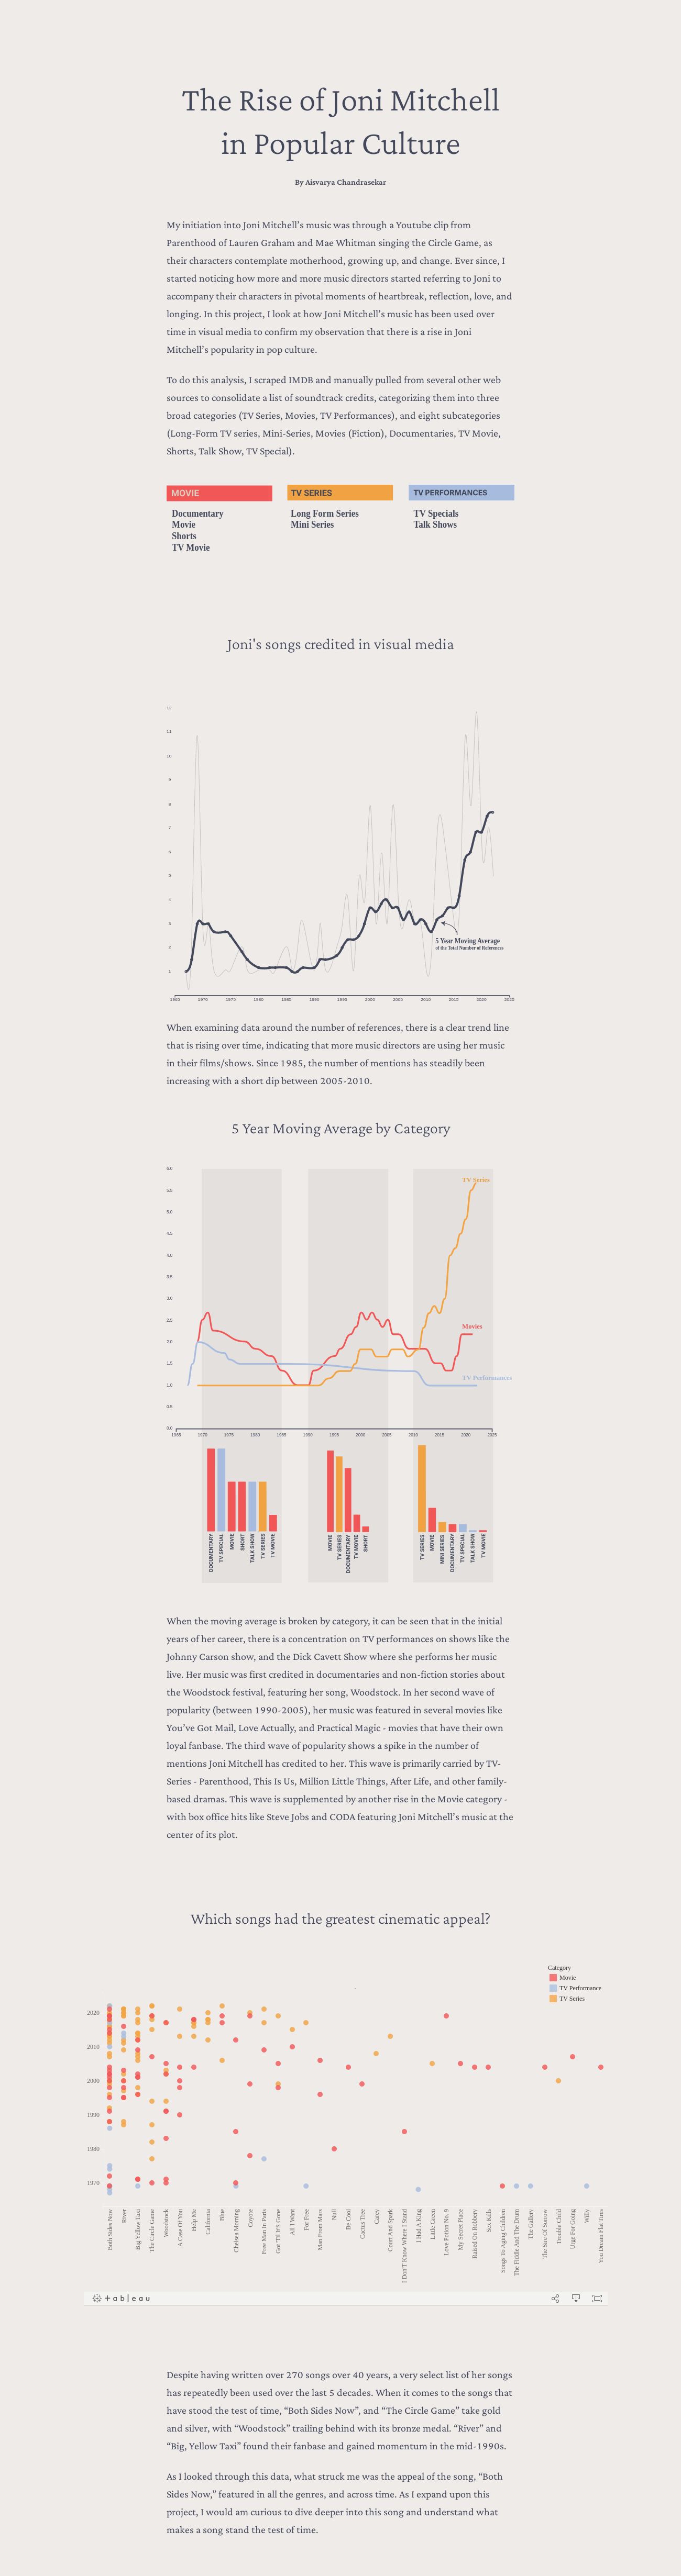 The Rise of Joni Mitchell
in Popular Culture
By Aisvarya Chandrasekar
My initiation into Joni Mitchell's music was through a Youtube clip from
Parenthood of Lauren Graham and Mae Whitman singing the Circle Game, as
their characters contemplate motherhood, growing up, and change. Ever since, I
started noticing how more and more music directors started referring to Joni to
accompany their characters in pivotal moments of heartbreak, reflection, love, and
longing. In this project, I look at how Joni Mitchell's music has been used over
time in visual media to confirm my observation that there is a rise in Joni
Mitchell's popularity in pop culture.
To do this analysis, I scraped IMDB and manually pulled from several other web
sources to consolidate a list of soundtrack credits, categorizing them into three
broad categories (TV Series, Movies, TV Performances), and eight subcategories
(Long-Form TV series, Mini-Series, Movies (Fiction), Documentaries, TV Movie,
Shorts, Talk Show, TV Special).
MOVIE
Documentary
Movie
Shorts
TV Movie
TV SERIES
Long Form Series
Mini Series
TV PERFORMANCES
TV Specials
Talk Shows
Joni's songs credited in visual media
12
11
10
9
8
7
6
5
4
3
2
1
5 Year Moving Average
of the Total Number of References
1965 1970 1975 1980 1985 1990 1995 2000 2005 2010 2015 2020 2025
When examining data around the number of references, there is a clear trend line
that is rising over time, indicating that more music directors are using her music
in their films/shows. Since 1985, the number of mentions has steadily been
increasing with a short dip between 2005-2010.
5 Year Moving Average by Category
6.0
5.5
5.0
4.5
4.0
3.5
3.0
2.5
2.0
1.5
1.0
0.5
0.0
TV Series
Movies
TV Performances
1965 1970 1975 1980 1985 1990 1995 2000 2005 2010 2015 2020 2025
DOCUMENTARY
TV SPECIAL
MOVIE
SHORT
TALK SHOW
TV SERIES
TV MOVIE
MOVIE
TV SERIES
DOCUMENTARY
TV MOVIE
SHORT
TV SERIES
MOVIE
MINI SERIES
DOCUMENTARY
TV SPECIAL
TALK SHOW
TV MOVIE
When the moving average is broken by category, it can be seen that in the initial
years of her career, there is a concentration on TV performances on shows like the
Johnny Carson show, and the Dick Cavett Show where she performs her music
live. Her music was first credited in documentaries and non-fiction stories about
the Woodstock festival, featuring her song, Woodstock. In her second wave of
popularity (between 1990-2005), her music was featured in several movies like
You've Got Mail, Love Actually, and Practical Magic - movies that have their own
loyal fanbase. The third wave of popularity shows a spike in the number of
mentions Joni Mitchell has credited to her. This wave is primarily carried by TV-
Series - Parenthood, This Is Us, Million Little Things, After Life, and other family-
based dramas. This wave is supplemented by another rise in the Movie category -
with box office hits like Steve Jobs and CODA featuring Joni Mitchell's music at the
center of its plot.
Which songs had the greatest cinematic appeal?
Category
Movie
TV Performance
TV Series
2020
2010
2000
1990
1980
1970
Both Sides Now
River
Big Yellow Taxi
The Circle Game
Woodstock
A Case Of You
Help Me
California
Blue
Chelsea Morning
Coyote
Free Man In Paris
Got 'Til It'S Gone
All I Want
For Free
Man From Mars
Null
Be Cool
Cactus Tree
Carey
Court And Spark
I Don'T Know Where I Stand
I Had A King
Little Green
Love Potion No. 9
My Secret Place
Raised On Robbery
Sex Kills
Songs To Aging Children
The Fiddle And The Drum
The Gallery
The Sire Of Sorrow
Trouble Child
Urge For Going
Willy
You Dream Flat Tires
+ableau
Despite having written over 270 songs over 40 years, a very select list of her songs
has repeatedly been used over the last 5 decades. When it comes to the songs that
have stood the test of time, "Both Sides Now", and "The Circle Game" take gold
and silver, with "Woodstock" trailing behind with its bronze medal. "River" and
"Big, Yellow Taxi" found their fanbase and gained momentum in the mid-1990s.
As I looked through this data, what struck me was the appeal of the song, "Both
Sides Now," featured in all the genres, and across time. As I expand upon this
project, I would am curious to dive deeper into this song and understand what
makes a song stand the test of time.